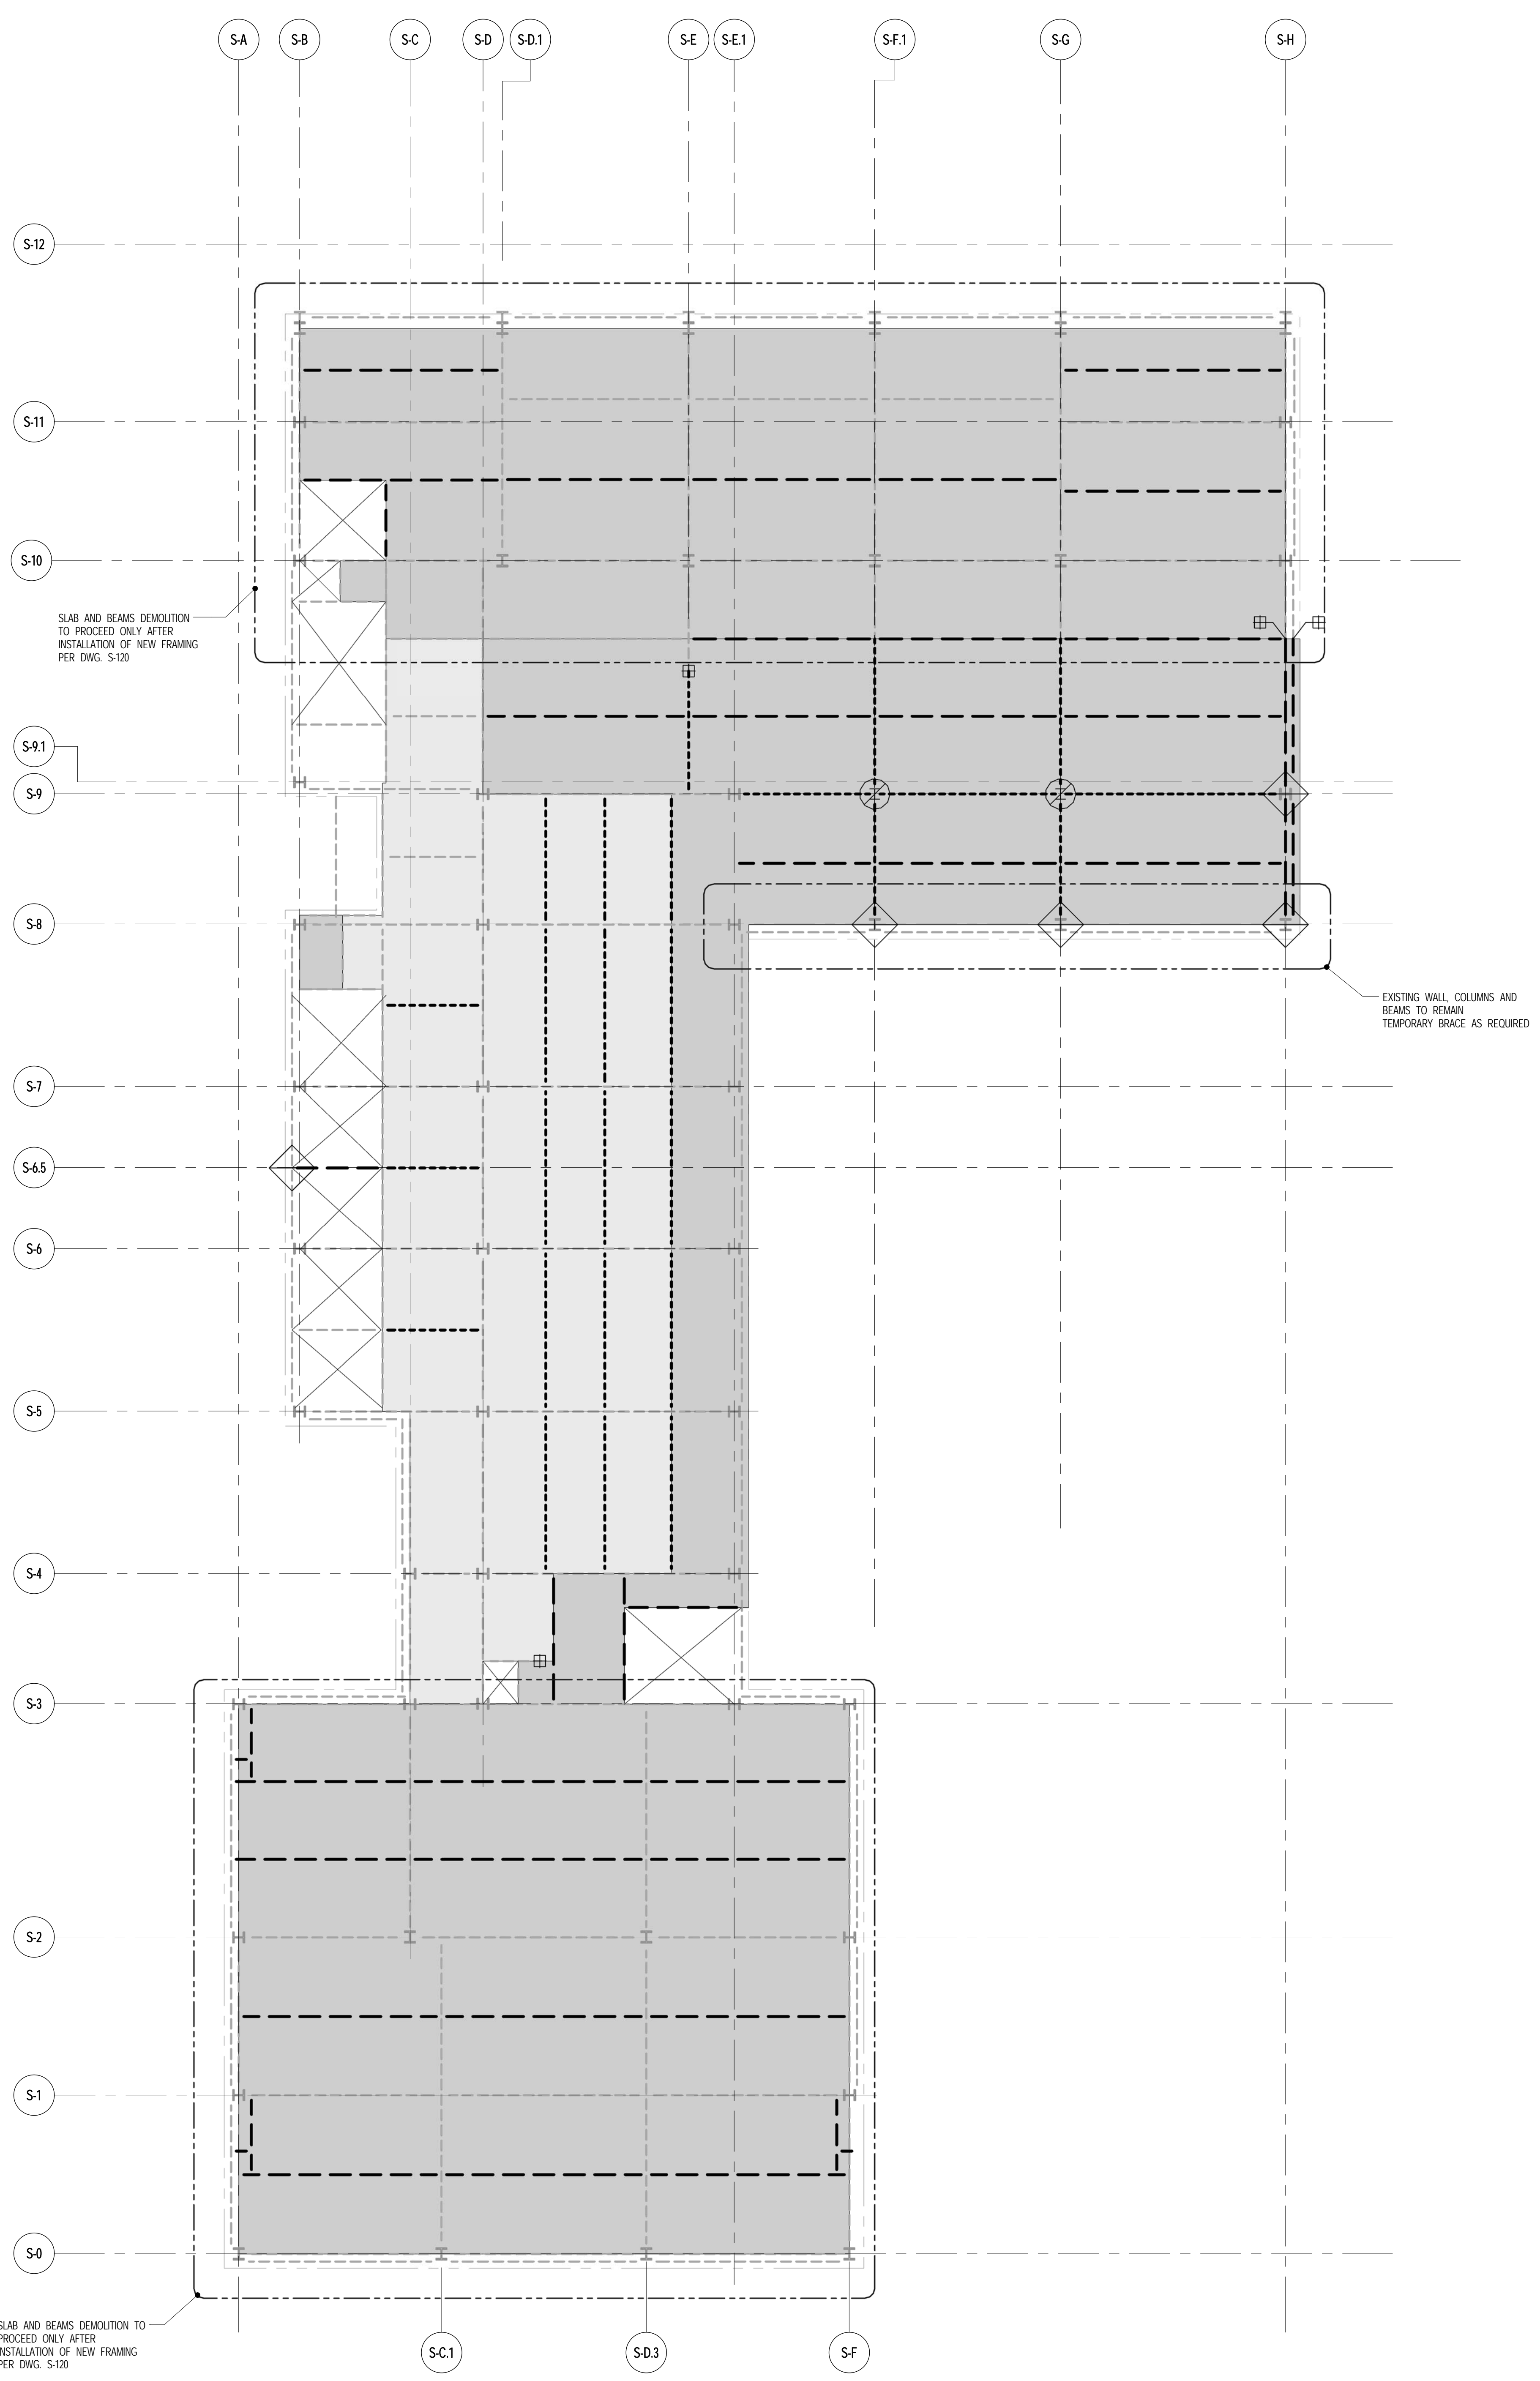 S-A
S-B
S-C
S-D
S-D.1
S-E
S-E.1
S-F.1
S-G
S-H
S-12
S-11
S-10
SLAB AND BEAMS DEMOLITION
TO PROCEED ONLY AFTER
INSTALLATION OF NEW FRAMING
PER DWG. S-120
S-9.1
S-9
S-8
EXISTING WALL, COLUMNS AND
BEAMS TO REMAIN
TEMPORARY BRACE AS REQUIRED
S-7
S-6.5
S-6
S-5
S-4
S-3
S-2
S-1
S-0
SLAB AND BEAMS DEMOLITION TO
PROCEED ONLY AFTER
INSTALLATION OF NEW FRAMING
PER DWG. S-120
S-C.1
S-D.3
S-F